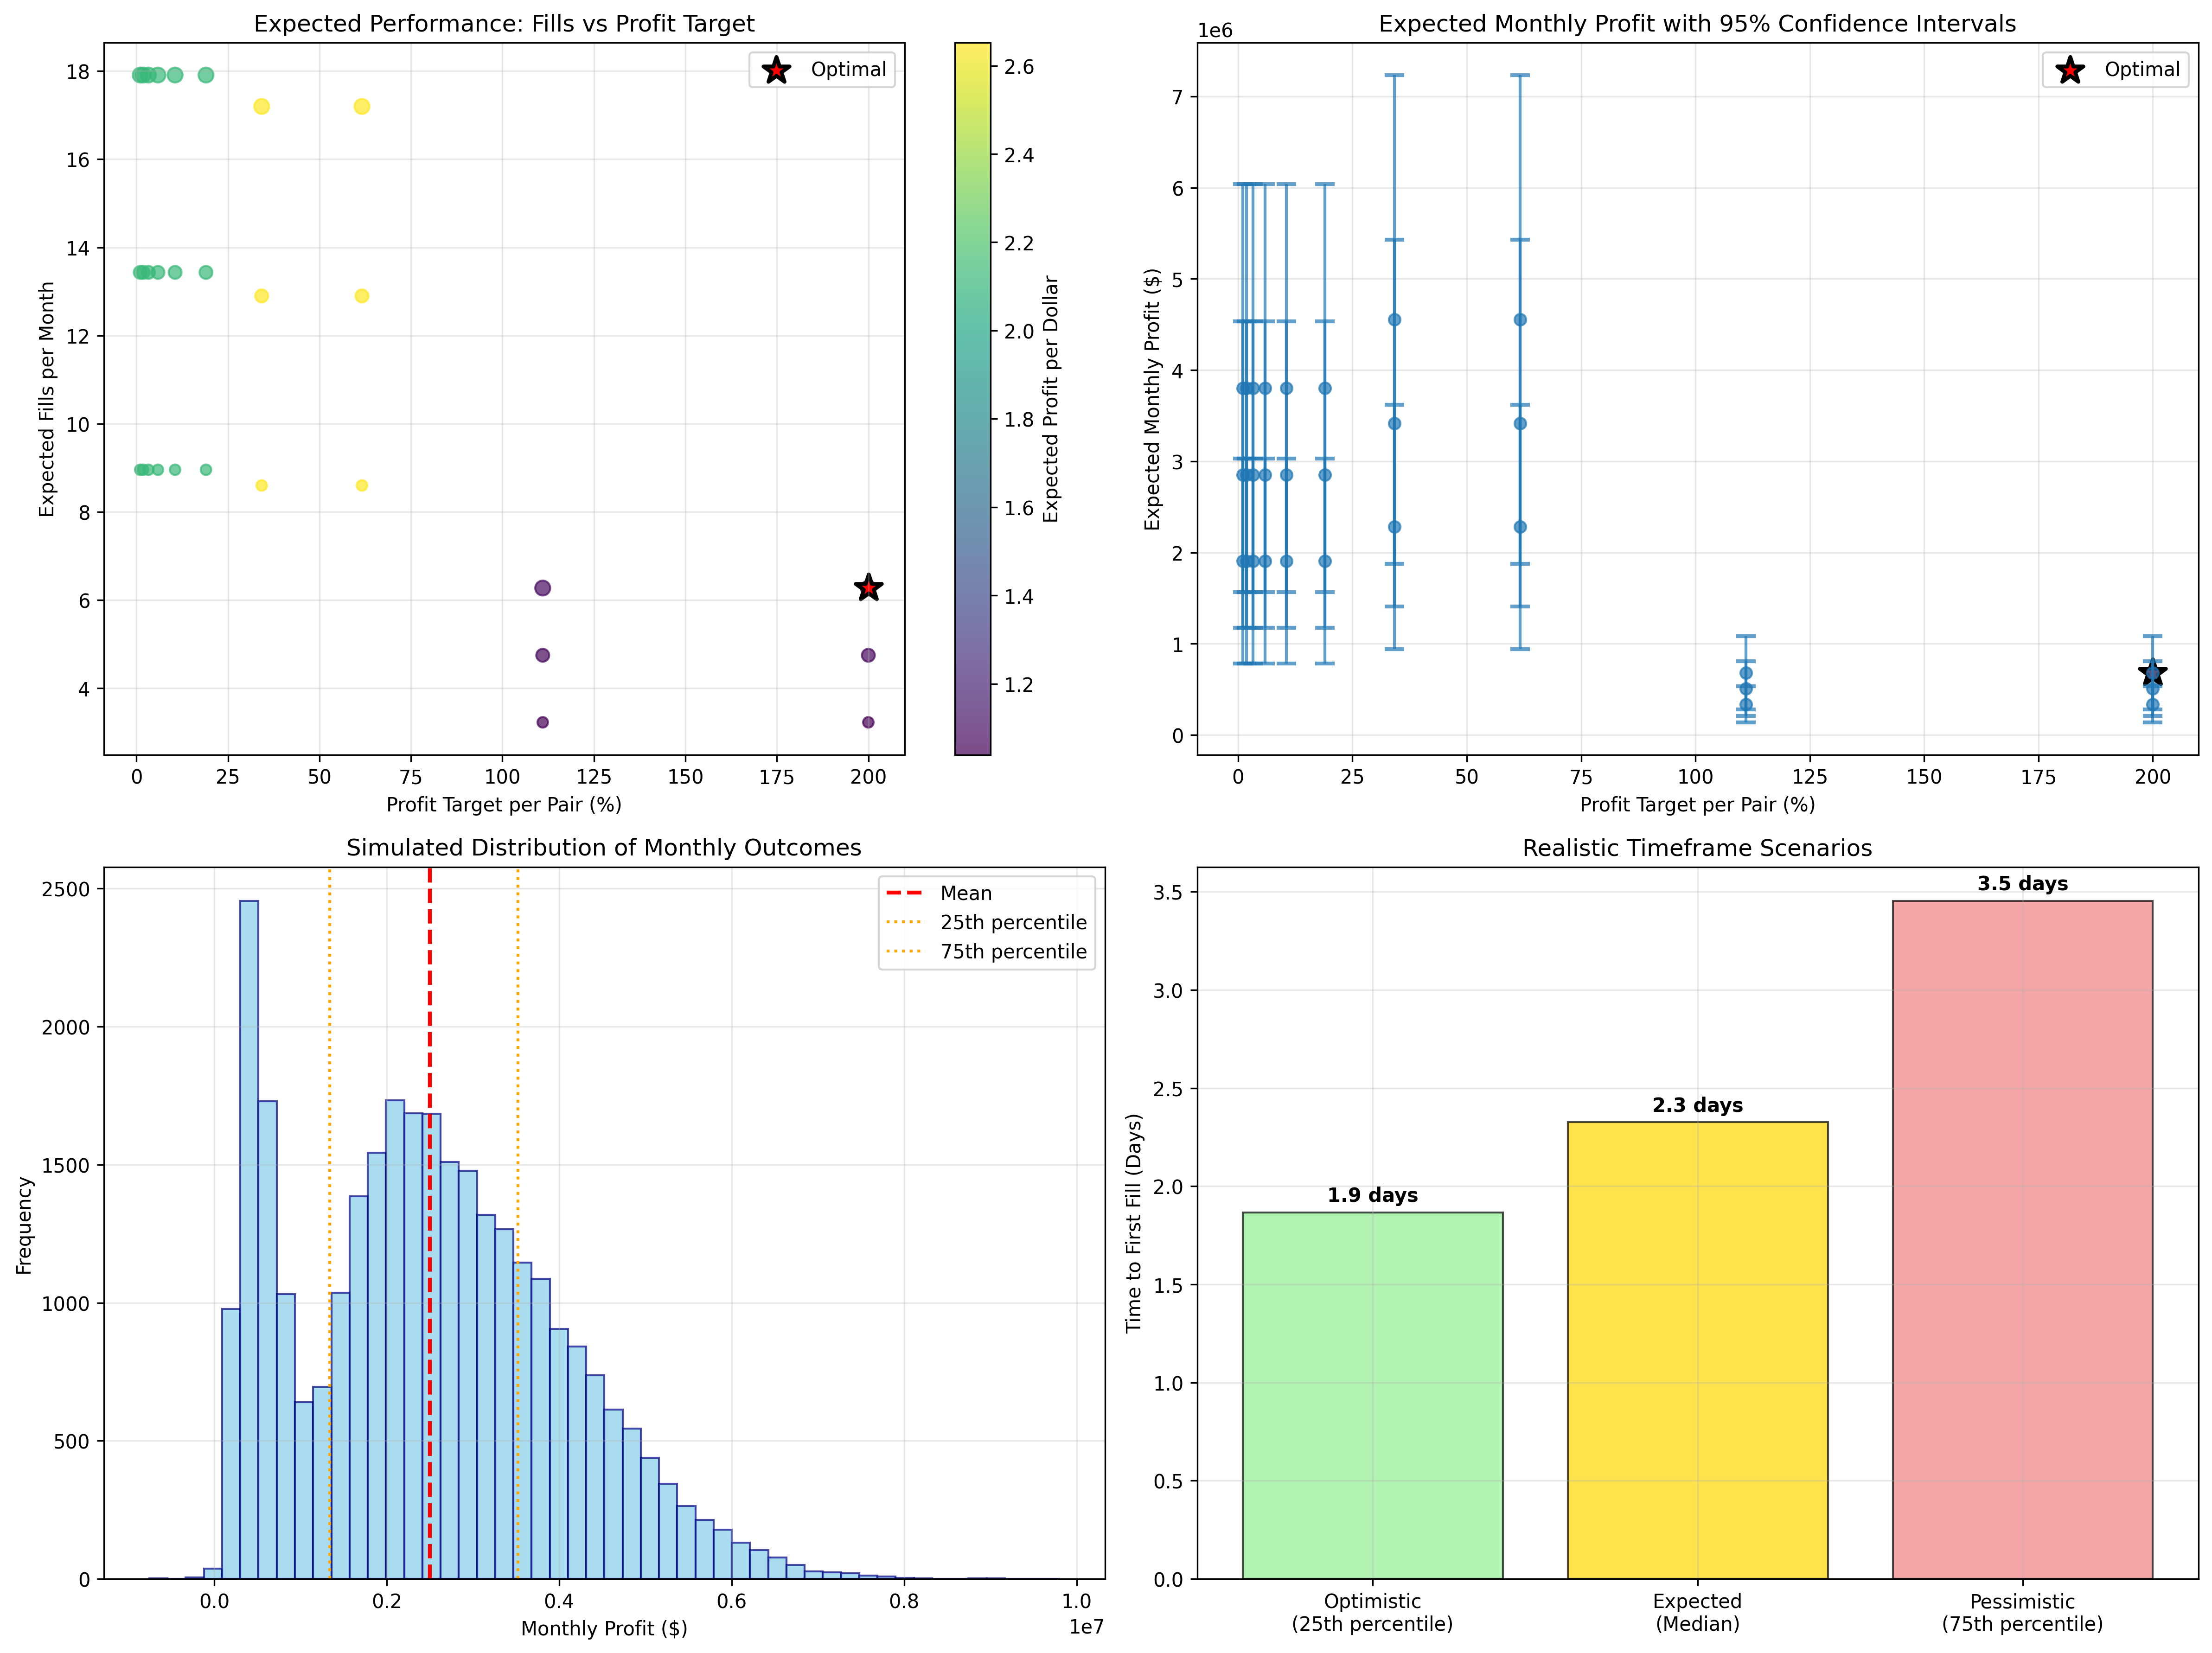 Expected Performance: Fills vs Profit Target
Optimal
Expected Fills per Month
18
16
14
12
10
8
6
4
0
25
50
75
100
125
150
175
200
Profit Target per Pair (%)
2.6
2.4
2.2
2.0
1.8
1.6
1.4
1.2
Expected Profit per Dollar
Expected Monthly Profit with 95% Confidence Intervals
1e6
Optimal
Expected Monthly Profit ($)
7
6
5
4
3
2
1
0
0
25
50
75
100
125
150
175
200
Profit Target per Pair (%)
Simulated Distribution of Monthly Outcomes
Mean
25th percentile
75th percentile
Frequency
2500
2000
1500
1000
500
0
0.0
0.2
0.4
0.6
0.8
1.0
1e7
Monthly Profit ($)
Realistic Timeframe Scenarios
Time to First Fill (Days)
3.5
3.0
2.5
2.0
1.5
1.0
0.5
0.0
1.9 days
2.3 days
3.5 days
Optimistic
(25th percentile)
Expected
(Median)
Pessimistic
(75th percentile)